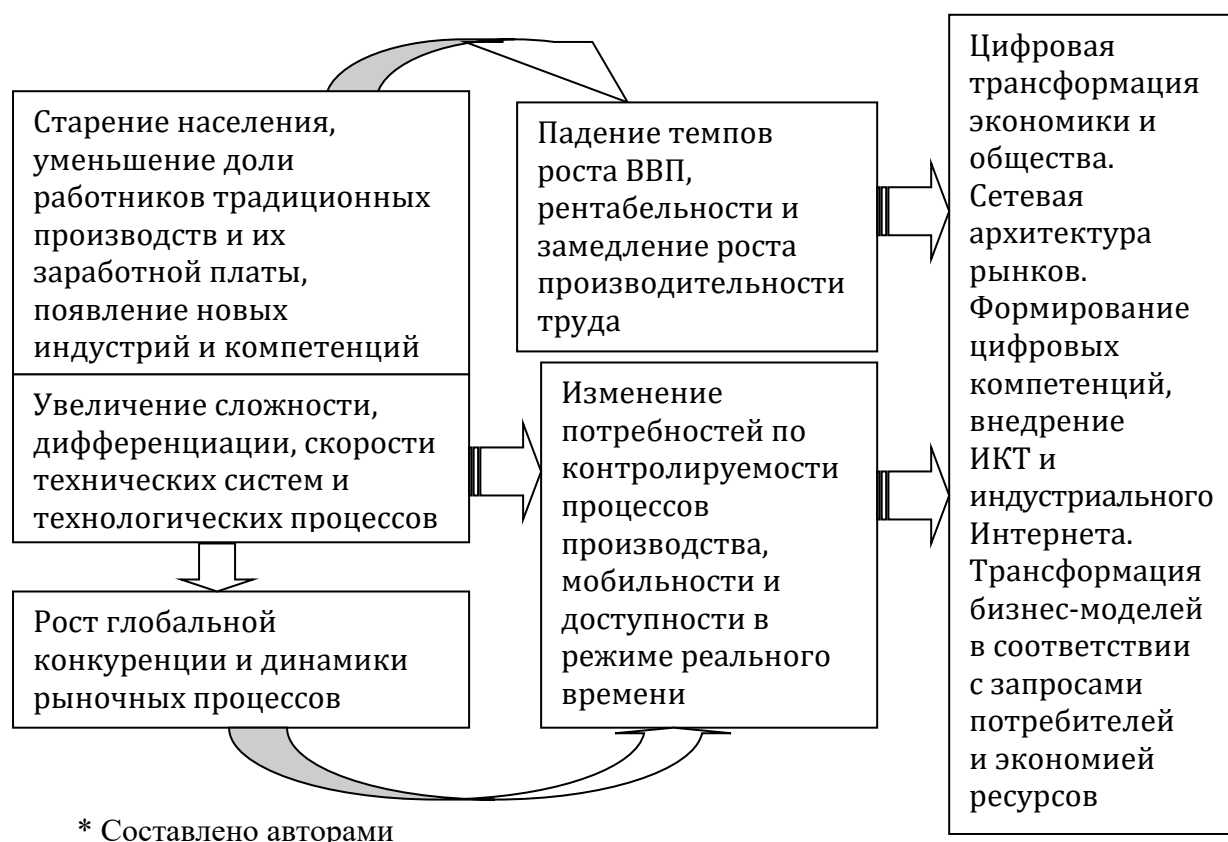 Старение населения,
уменьшение доли
работников традиционных
производств и их
заработной платы,
появление новых
индустрий и компетенций
Увеличение сложности,
дифференциации, скорости
технических систем и
технологических процессов
Рост глобальной
конкуренции и динамики
рыночных процессов
Падение темпов
роста ВВП,
рентабельности и
замедление роста
производительности
труда
Изменение
потребностей по
контролируемости
процессов
производства,
мобильности и
доступности в
режиме реального
времени
Цифровая
трансформация
экономики и
общества.
Сетевая
архитектура
рынков.
Формирование
цифровых
компетенций,
внедрение
ИКТ и
индустриального
Интернета.
Трансформация
бизнес-моделей
в соответствии
с запросами
потребителей
и экономией
ресурсов
* Составлено авторами